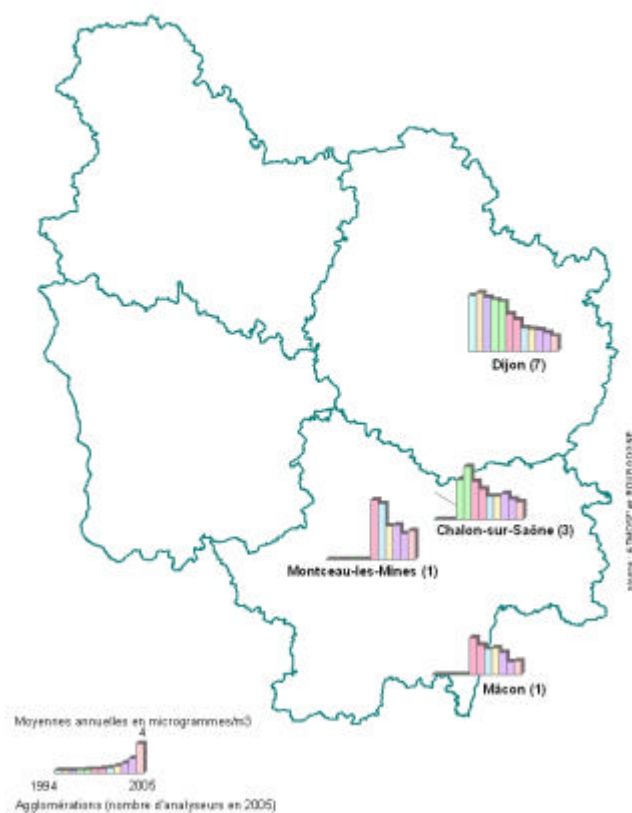 Dijon (7)
Chalon-sur-Saône (3)
Montceau-les-Mines (1)
Mâcon (1)
Moyennes annuelles en microgrammes/m3
4
1994 2005
Agglomérations (nombre d'analyseurs en 2005)